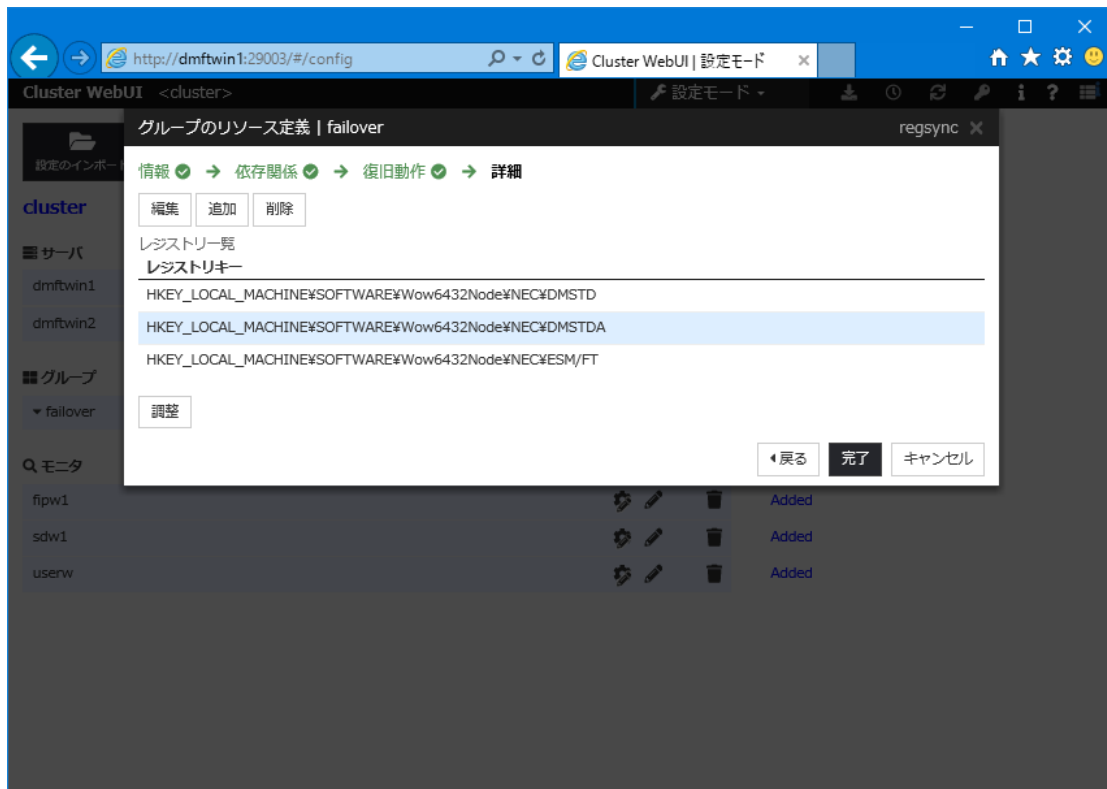 http://dmftwin1:29003/#/config
Cluster WebUI | 設定モード
Cluster WebUI <cluster>
設定モード
グループのリソース定義 | failover
regsync
設定のインポート
情報 → 依存関係 → 復旧動作 → 詳細
編集 追加 削除
レジストリ一覧
レジストリキー
HKEY_LOCAL_MACHINE¥SOFTWARE¥Wow6432Node¥NEC¥DMSTD
HKEY_LOCAL_MACHINE¥SOFTWARE¥Wow6432Node¥NEC¥DMSTDA
HKEY_LOCAL_MACHINE¥SOFTWARE¥Wow6432Node¥NEC¥ESM/FT
調整
戻る 完了 キャンセル
cluster
サーバ
dmftwin1
dmftwin2
グループ
failover
モニタ
fipw1 Added
sdw1 Added
userw Added